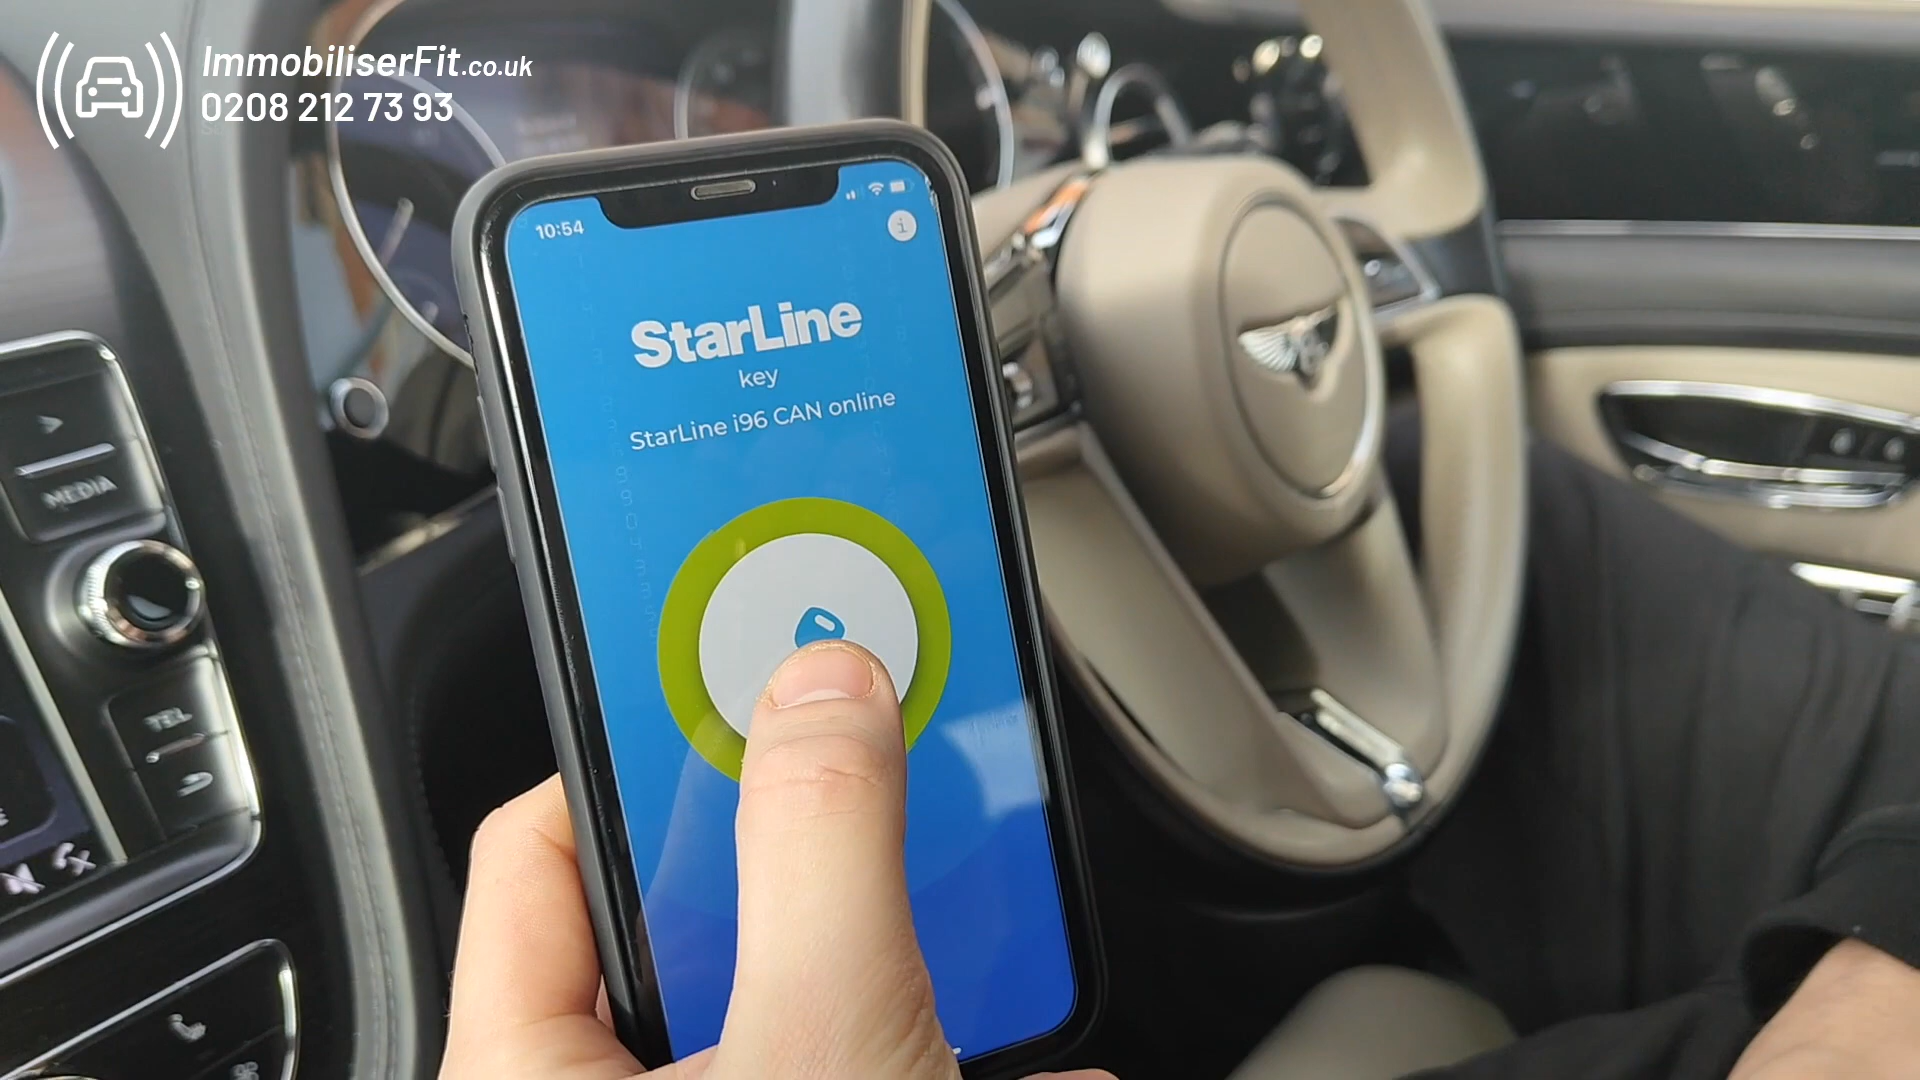 ImmobiliserFit.co.uk
0208 212 73 93
10:54
i
StarLine
key
StarLine i96 CAN online
MEDIA
TEL